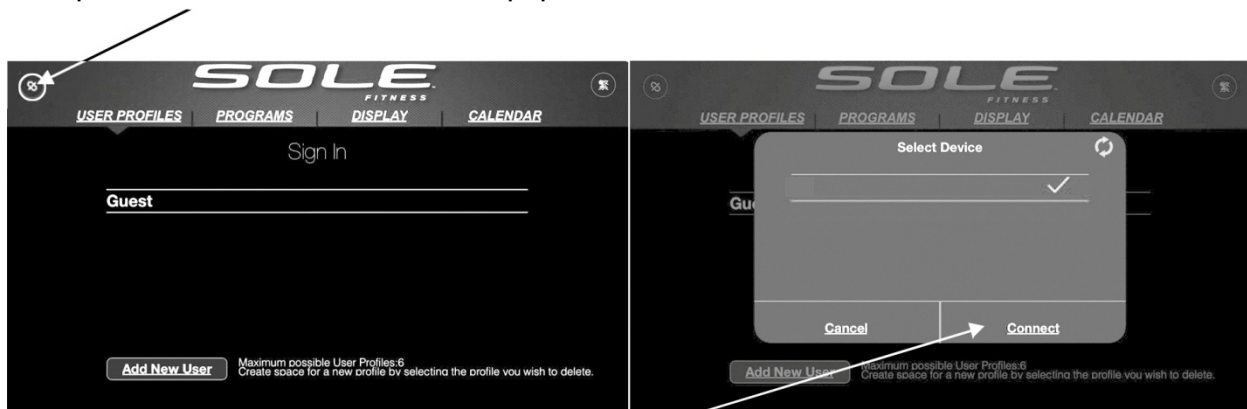 SOLE
FITNESS
USER PROFILES PROGRAMS DISPLAY CALENDAR
Sign In
Guest
Add New User
Maximum possible User Profiles:6
Create space for a new profile by selecting the profile you wish to delete.
SOLE
FITNESS
USER PROFILES PROGRAMS DISPLAY CALENDAR
Select Device
Gu
Cancel Connect
Add New User
Maximum possible User Profiles:6
Create space for a new profile by selecting the profile you wish to delete.